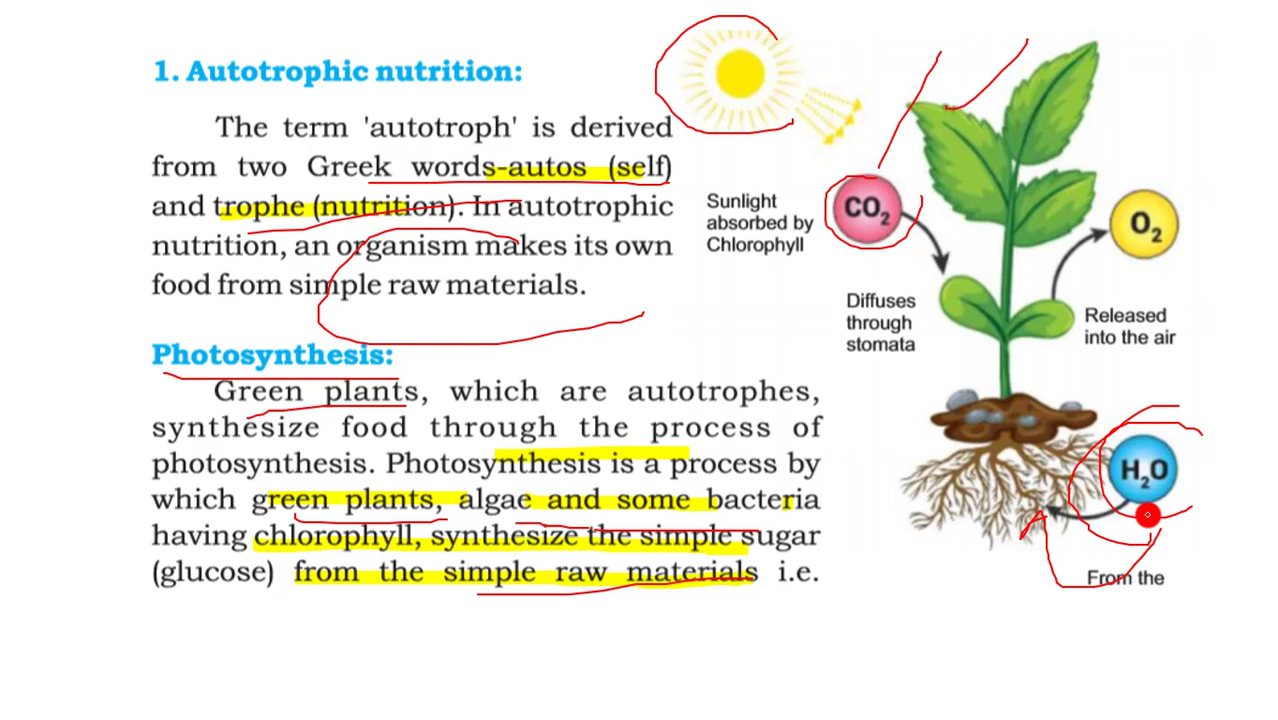 1. Autotrophic nutrition:
The term 'autotroph' is derived
from two Greek words-autos (self)
and trophe (nutrition). In autotrophic
nutrition, an organism makes its own
food from simple raw materials.
Photosynthesis:
Green plants, which are autotrophes,
synthesize food through the process of
photosynthesis. Photosynthesis is a process by
which green plants, algae and some bacteria
having chlorophyll, synthesize the simple sugar
(glucose) from the simple raw materials i.e.
Sunlight
absorbed by
Chlorophyll
CO₂
O₂
Diffuses
through
stomata
Released
into the air
H₂O
From the